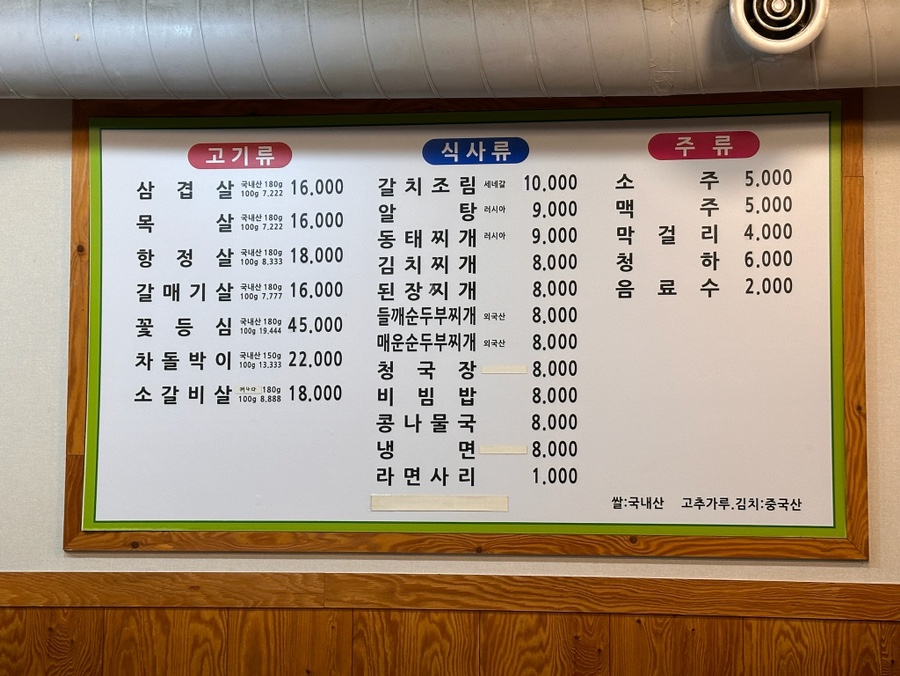 고기류
삼겹살 국내산 180g 100g 7.222 16,000
목살 국내산 180g 100g 7.222 16,000
항정살 국내산 180g 100g 8,333 18,000
갈매기살 국내산 180g 100g 7.777 16,000
꽃등심 국내산 180g 100g 19.444 45,000
차돌박이 국내산 150g 100g 13,333 22,000
소갈비살 180g 100g 8,888 18,000
식사류
갈치조림 세네갈 10,000
알탕 러시아 9,000
동태찌개 러시아 9,000
김치찌개 8,000
된장찌개 8,000
들깨순두부찌개 외국산 8,000
매운순두부찌개 외국산 8,000
청국장 8,000
비빔밥 8,000
콩나물국 8,000
냉면 8,000
라면사리 1,000
주류
소주 5,000
맥주 5,000
막걸리 4,000
청하 6,000
음료수 2,000
쌀:국내산 고추가루.김치:중국산